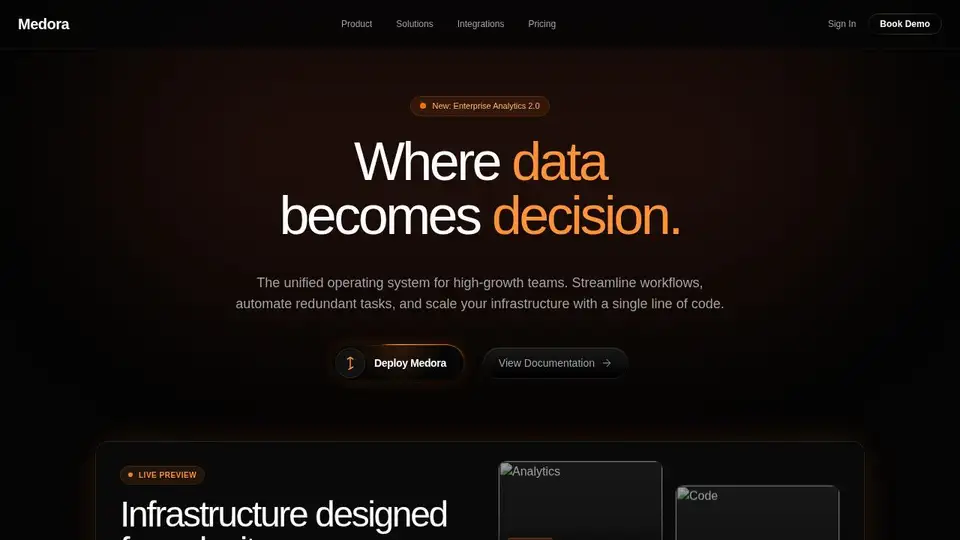 Medora
Product
Solutions
Integrations
Pricing
Sign In
Book Demo
New: Enterprise Analytics 2.0
Where data
becomes decision.
The unified operating system for high-growth teams. Streamline workflows,
automate redundant tasks, and scale your infrastructure with a single line of code.
Deploy Medora
View Documentation
LIVE PREVIEW
Infrastructure designed
Analytics
Code